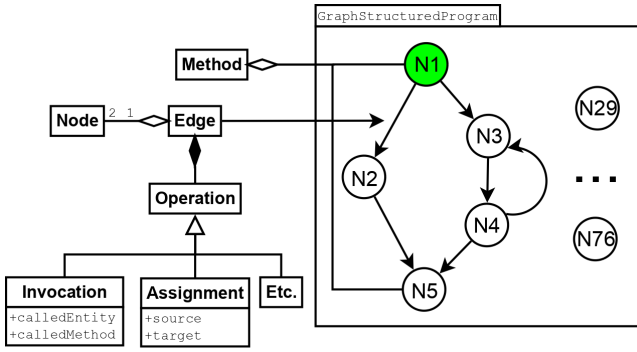 GraphStructuredProgram
Method
N1
Node
2 1
Edge
N29
N3
N2
...
Operation
N4
N76
Invocation
+calledEntity
+calledMethod
Assignment
+source
+target
Etc.
N5